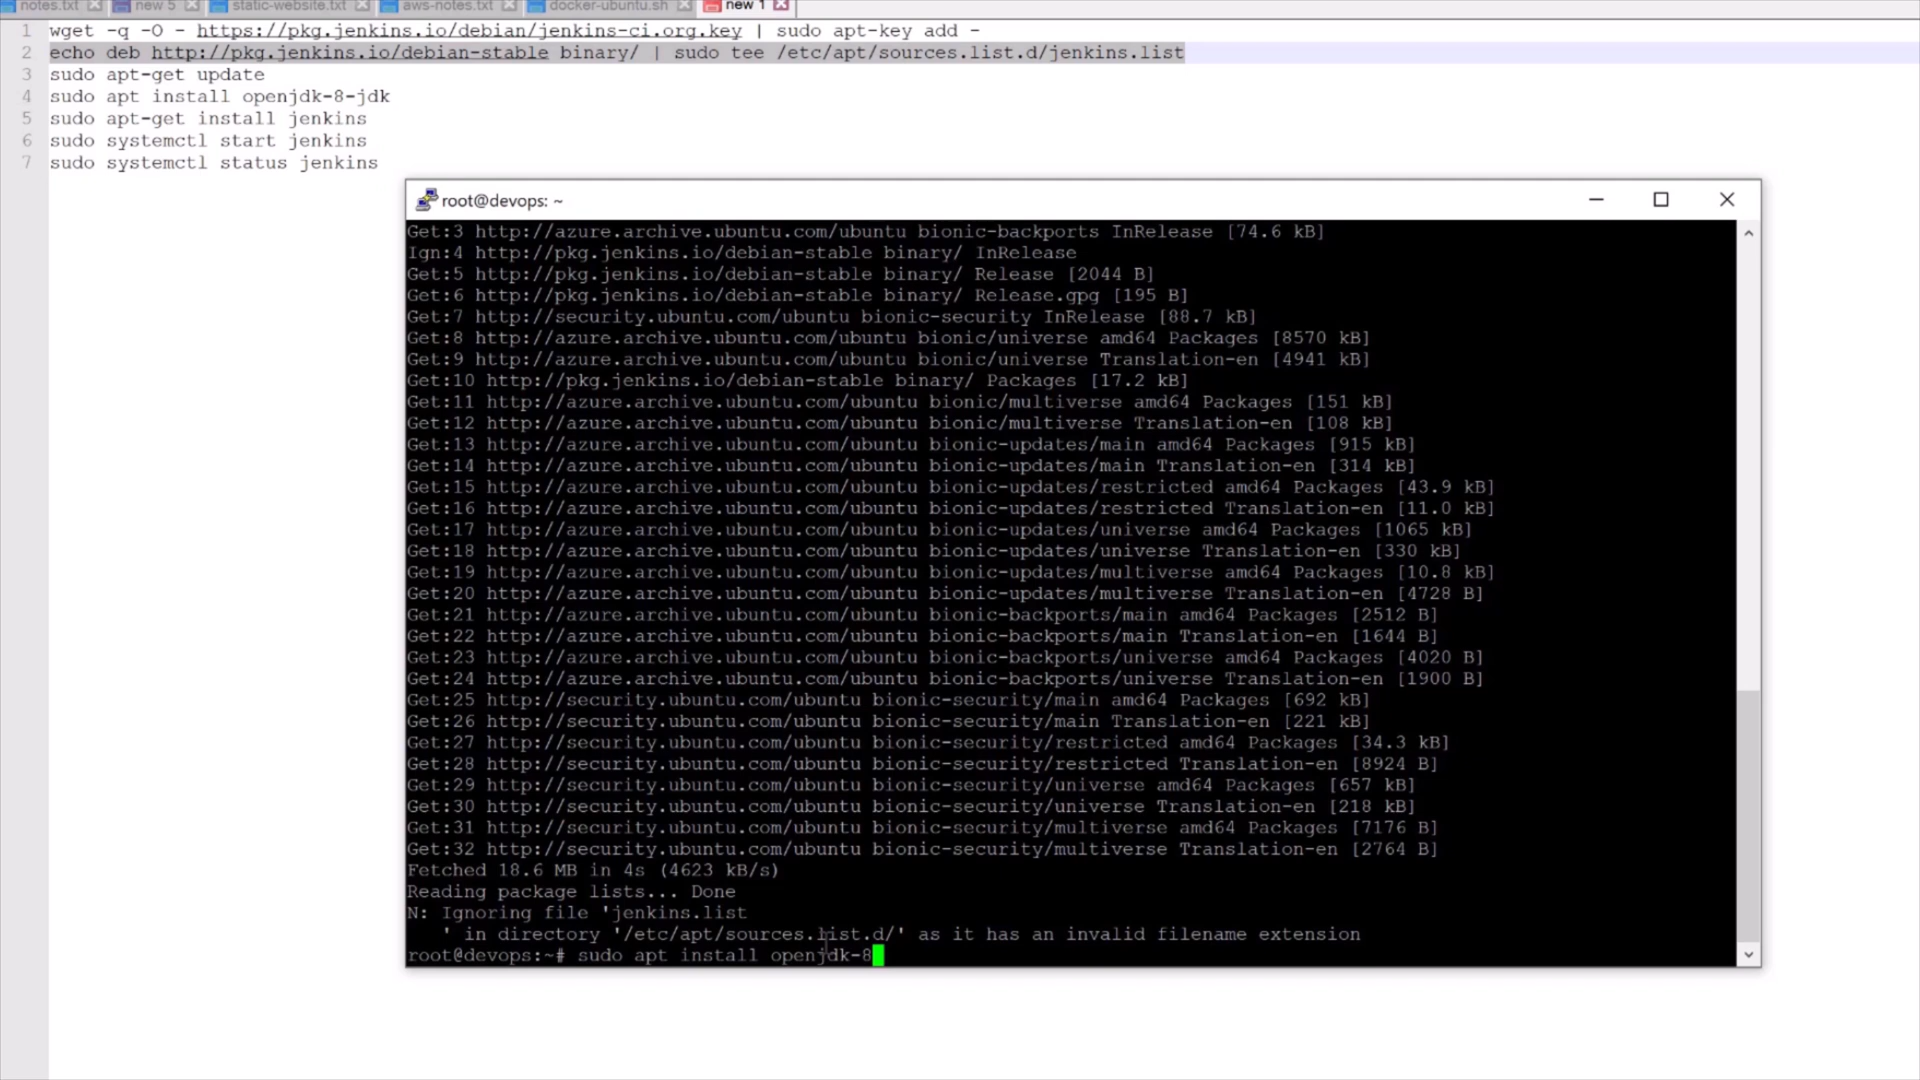 notes.txt new 5 static-website.txt aws-notes.txt docker-ubuntu.sh new 1
1 wget -q -O - https://pkg.jenkins.io/debian/jenkins-ci.org.key | sudo apt-key add -
2 echo deb http://pkg.jenkins.io/debian-stable binary/ | sudo tee /etc/apt/sources.list.d/jenkins.list
3 sudo apt-get update
4 sudo apt install openjdk-8-jdk
5 sudo apt-get install jenkins
6 sudo systemctl start jenkins
7 sudo systemctl status jenkins
root@devops: ~
Get:3 http://azure.archive.ubuntu.com/ubuntu bionic-backports InRelease [74.6 kB]
Ign:4 http://pkg.jenkins.io/debian-stable binary/ InRelease
Get:5 http://pkg.jenkins.io/debian-stable binary/ Release [2044 B]
Get:6 http://pkg.jenkins.io/debian-stable binary/ Release.gpg [195 B]
Get:7 http://security.ubuntu.com/ubuntu bionic-security InRelease [88.7 kB]
Get:8 http://azure.archive.ubuntu.com/ubuntu bionic/universe amd64 Packages [8570 kB]
Get:9 http://azure.archive.ubuntu.com/ubuntu bionic/universe Translation-en [4941 kB]
Get:10 http://pkg.jenkins.io/debian-stable binary/ Packages [17.2 kB]
Get:11 http://azure.archive.ubuntu.com/ubuntu bionic/multiverse amd64 Packages [151 kB]
Get:12 http://azure.archive.ubuntu.com/ubuntu bionic/multiverse Translation-en [108 kB]
Get:13 http://azure.archive.ubuntu.com/ubuntu bionic-updates/main amd64 Packages [915 kB]
Get:14 http://azure.archive.ubuntu.com/ubuntu bionic-updates/main Translation-en [314 kB]
Get:15 http://azure.archive.ubuntu.com/ubuntu bionic-updates/restricted amd64 Packages [43.9 kB]
Get:16 http://azure.archive.ubuntu.com/ubuntu bionic-updates/restricted Translation-en [11.0 kB]
Get:17 http://azure.archive.ubuntu.com/ubuntu bionic-updates/universe amd64 Packages [1065 kB]
Get:18 http://azure.archive.ubuntu.com/ubuntu bionic-updates/universe Translation-en [330 kB]
Get:19 http://azure.archive.ubuntu.com/ubuntu bionic-updates/multiverse amd64 Packages [10.8 kB]
Get:20 http://azure.archive.ubuntu.com/ubuntu bionic-updates/multiverse Translation-en [4728 B]
Get:21 http://azure.archive.ubuntu.com/ubuntu bionic-backports/main amd64 Packages [2512 B]
Get:22 http://azure.archive.ubuntu.com/ubuntu bionic-backports/main Translation-en [1644 B]
Get:23 http://azure.archive.ubuntu.com/ubuntu bionic-backports/universe amd64 Packages [4020 B]
Get:24 http://azure.archive.ubuntu.com/ubuntu bionic-backports/universe Translation-en [1900 B]
Get:25 http://security.ubuntu.com/ubuntu bionic-security/main amd64 Packages [692 kB]
Get:26 http://security.ubuntu.com/ubuntu bionic-security/main Translation-en [221 kB]
Get:27 http://security.ubuntu.com/ubuntu bionic-security/restricted amd64 Packages [34.3 kB]
Get:28 http://security.ubuntu.com/ubuntu bionic-security/restricted Translation-en [8924 B]
Get:29 http://security.ubuntu.com/ubuntu bionic-security/universe amd64 Packages [657 kB]
Get:30 http://security.ubuntu.com/ubuntu bionic-security/universe Translation-en [218 kB]
Get:31 http://security.ubuntu.com/ubuntu bionic-security/multiverse amd64 Packages [7176 B]
Get:32 http://security.ubuntu.com/ubuntu bionic-security/multiverse Translation-en [2764 B]
Fetched 18.6 MB in 4s (4623 kB/s)
Reading package lists... Done
N: Ignoring file 'jenkins.list
' in directory '/etc/apt/sources.list.d/' as it has an invalid filename extension
root@devops:~# sudo apt install openjdk-8